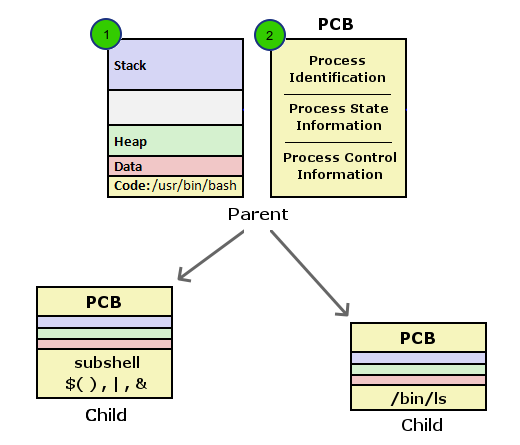 1
2
PCB
Stack
Heap
Data
Code: /usr/bin/bash
Process
Identification
Process State
Information
Process Control
Information
Parent
PCB
subshell
$( ) , | , &
Child
PCB
/bin/ls
Child